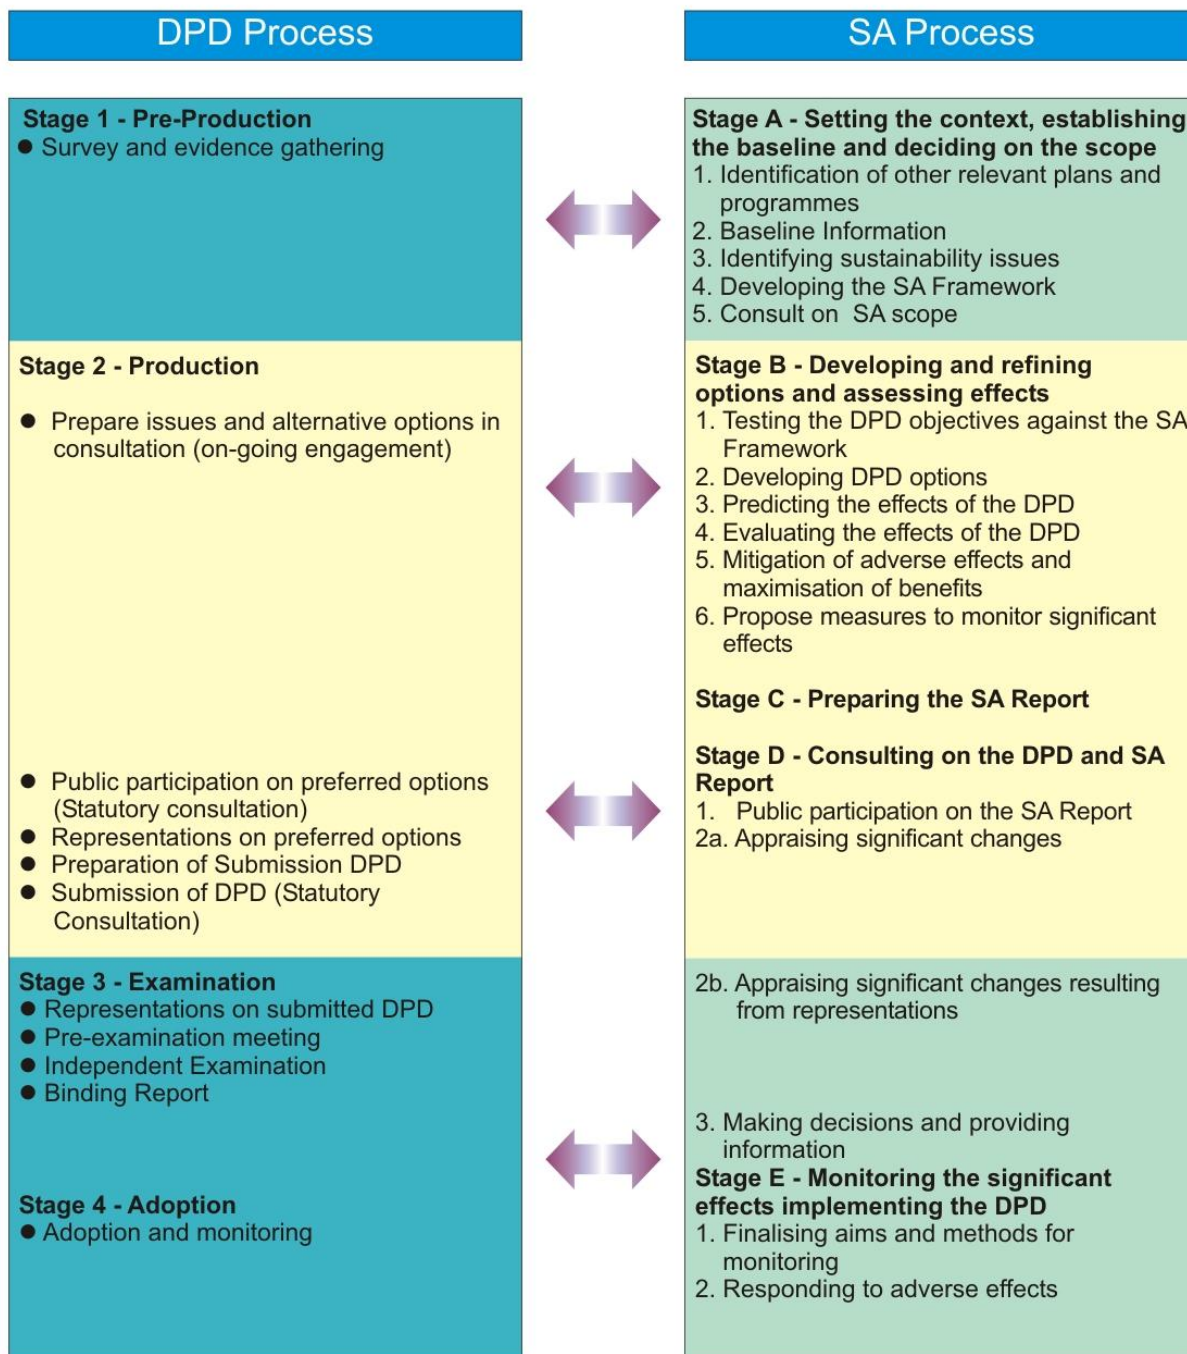 DPD Process
Stage 1 - Pre-Production
● Survey and evidence gathering
Stage 2 - Production
● Prepare issues and alternative options in
consultation (on-going engagement)
● Public participation on preferred options
(Statutory consultation)
● Representations on preferred options
● Preparation of Submission DPD
● Submission of DPD (Statutory
Consultation)
Stage 3 - Examination
● Representations on submitted DPD
● Pre-examination meeting
● Independent Examination
● Binding Report
Stage 4 - Adoption
● Adoption and monitoring
SA Process
Stage A - Setting the context, establishing
the baseline and deciding on the scope
1. Identification of other relevant plans and
programmes
2. Baseline Information
3. Identifying sustainability issues
4. Developing the SA Framework
5. Consult on SA scope
Stage B - Developing and refining
options and assessing effects
1. Testing the DPD objectives against the SA
Framework
2. Developing DPD options
3. Predicting the effects of the DPD
4. Evaluating the effects of the DPD
5. Mitigation of adverse effects and
maximisation of benefits
6. Propose measures to monitor significant
effects
Stage C - Preparing the SA Report
Stage D - Consulting on the DPD and SA
Report
1. Public participation on the SA Report
2a. Appraising significant changes
2b. Appraising significant changes resulting
from representations
3. Making decisions and providing
information
Stage E - Monitoring the significant
effects implementing the DPD
1. Finalising aims and methods for
monitoring
2. Responding to adverse effects